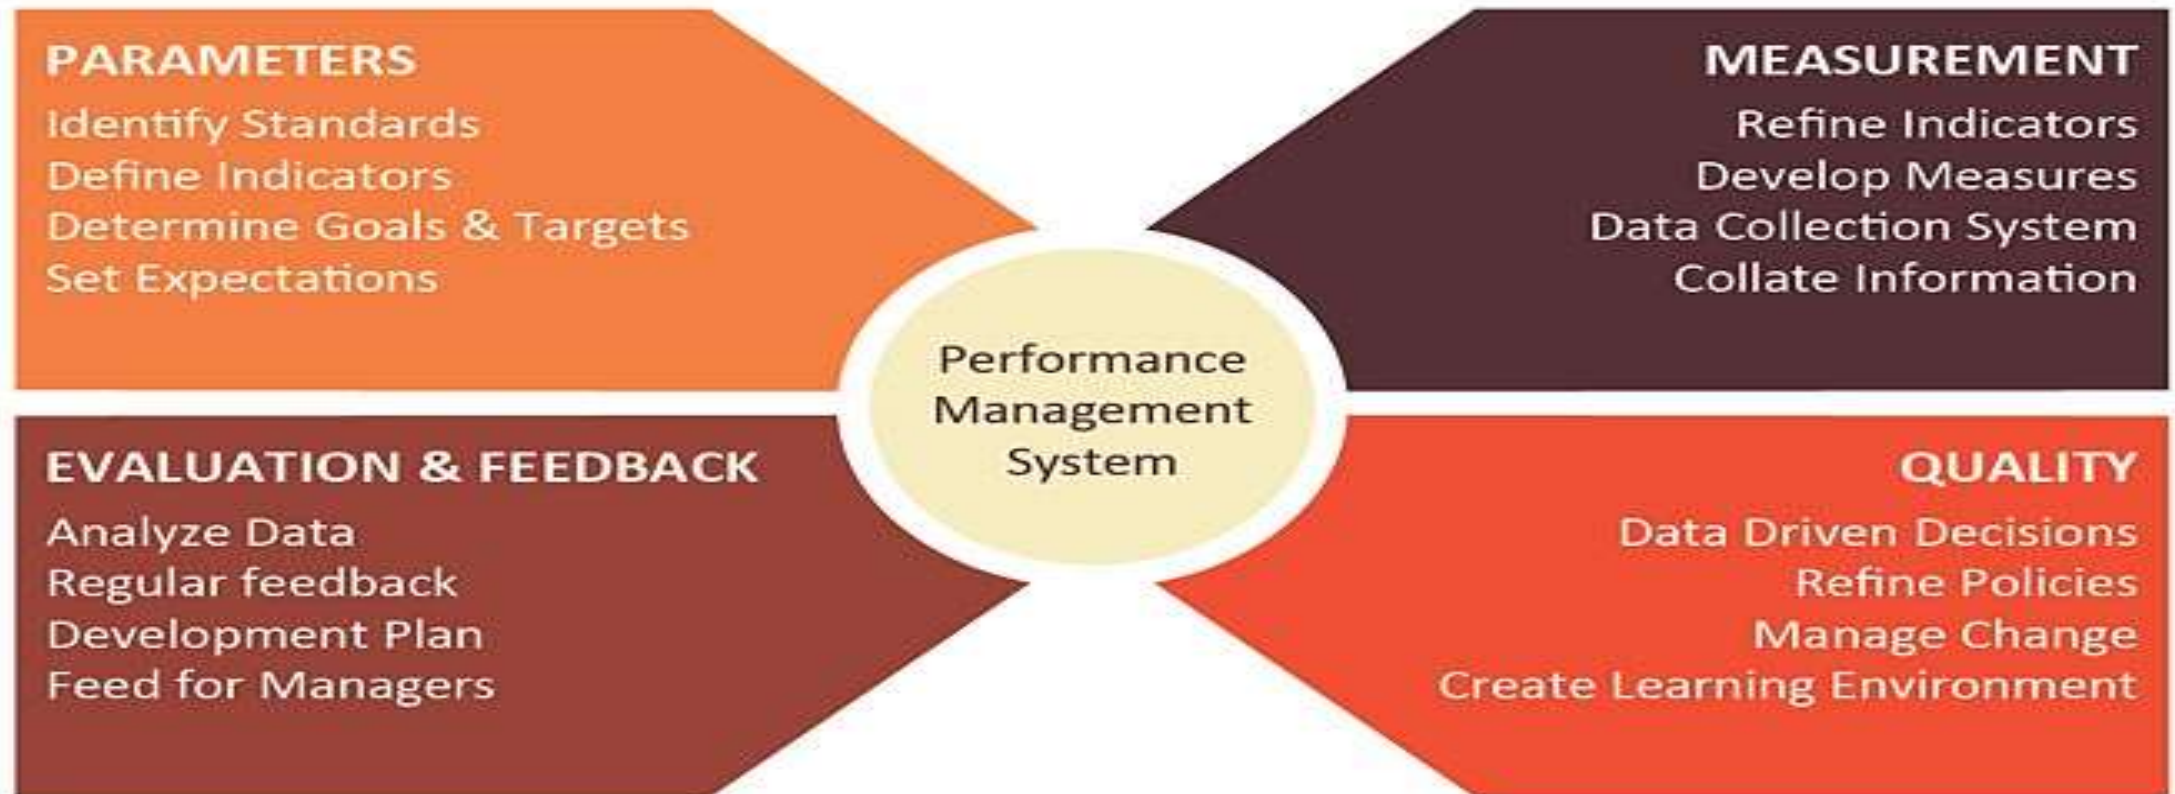 PARAMETERS
Identify Standards
Define Indicators
Determine Goals & Targets
Set Expectations
MEASUREMENT
Refine Indicators
Develop Measures
Data Collection System
Collate Information
Performance
Management
System
EVALUATION & FEEDBACK
Analyze Data
Regular feedback
Development Plan
Feed for Managers
QUALITY
Data Driven Decisions
Refine Policies
Manage Change
Create Learning Environment